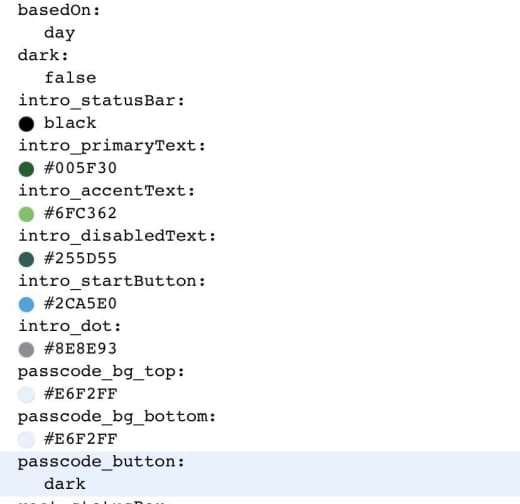 basedOn:
day
dark:
false
intro_statusBar:
black
intro_primaryText:
#005F30
intro_accentText:
#6FC362
intro_disabledText:
#255D55
intro_startButton:
#2CA5E0
intro_dot:
#8E8E93
passcode_bg_top:
#E6F2FF
passcode_bg_bottom:
#E6F2FF
passcode_button:
dark